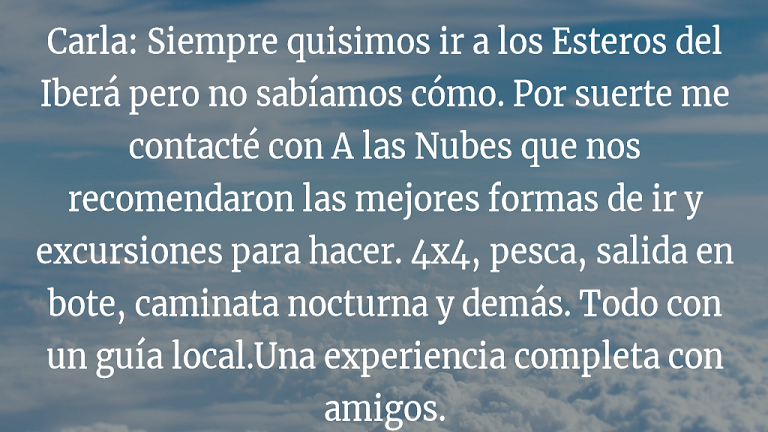 Carla: Siempre quisimos ir a los Esteros del
Iberá pero no sabíamos cómo. Por suerte me
contacté con A las Nubes que nos
recomendaron las mejores formas de ir y
excursiones para hacer. 4x4, pesca, salida en
bote, caminata nocturna y demás. Todo con
un guía local.Una experiencia completa con
amigos.